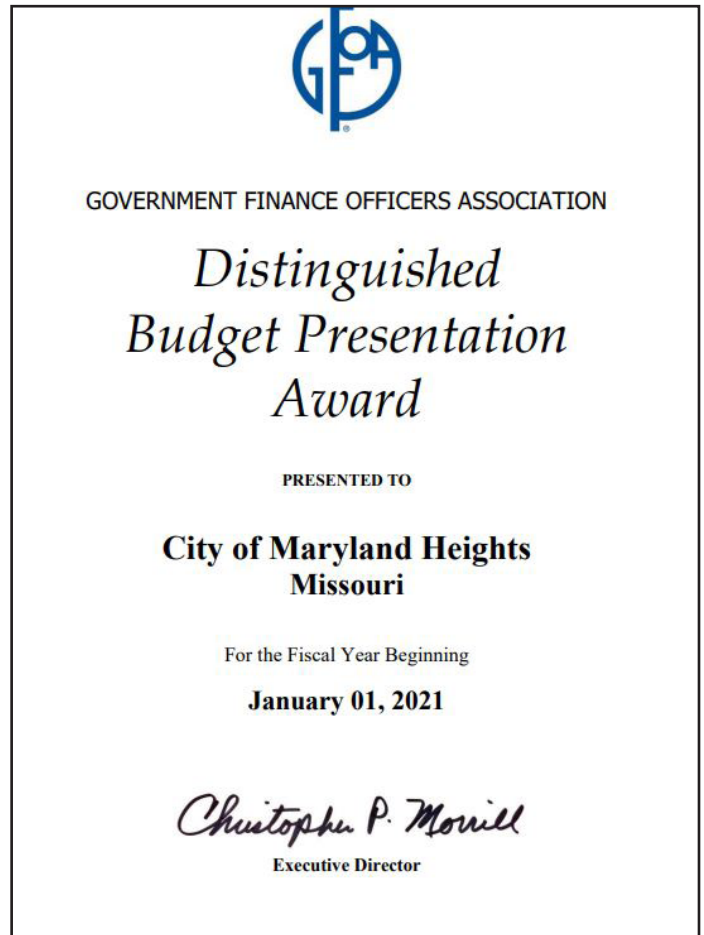 GFOA
®
GOVERNMENT FINANCE OFFICERS ASSOCIATION
Distinguished
Budget Presentation
Award
PRESENTED TO
City of Maryland Heights
Missouri
For the Fiscal Year Beginning
January 01, 2021
Christopher P. Morrill
Executive Director